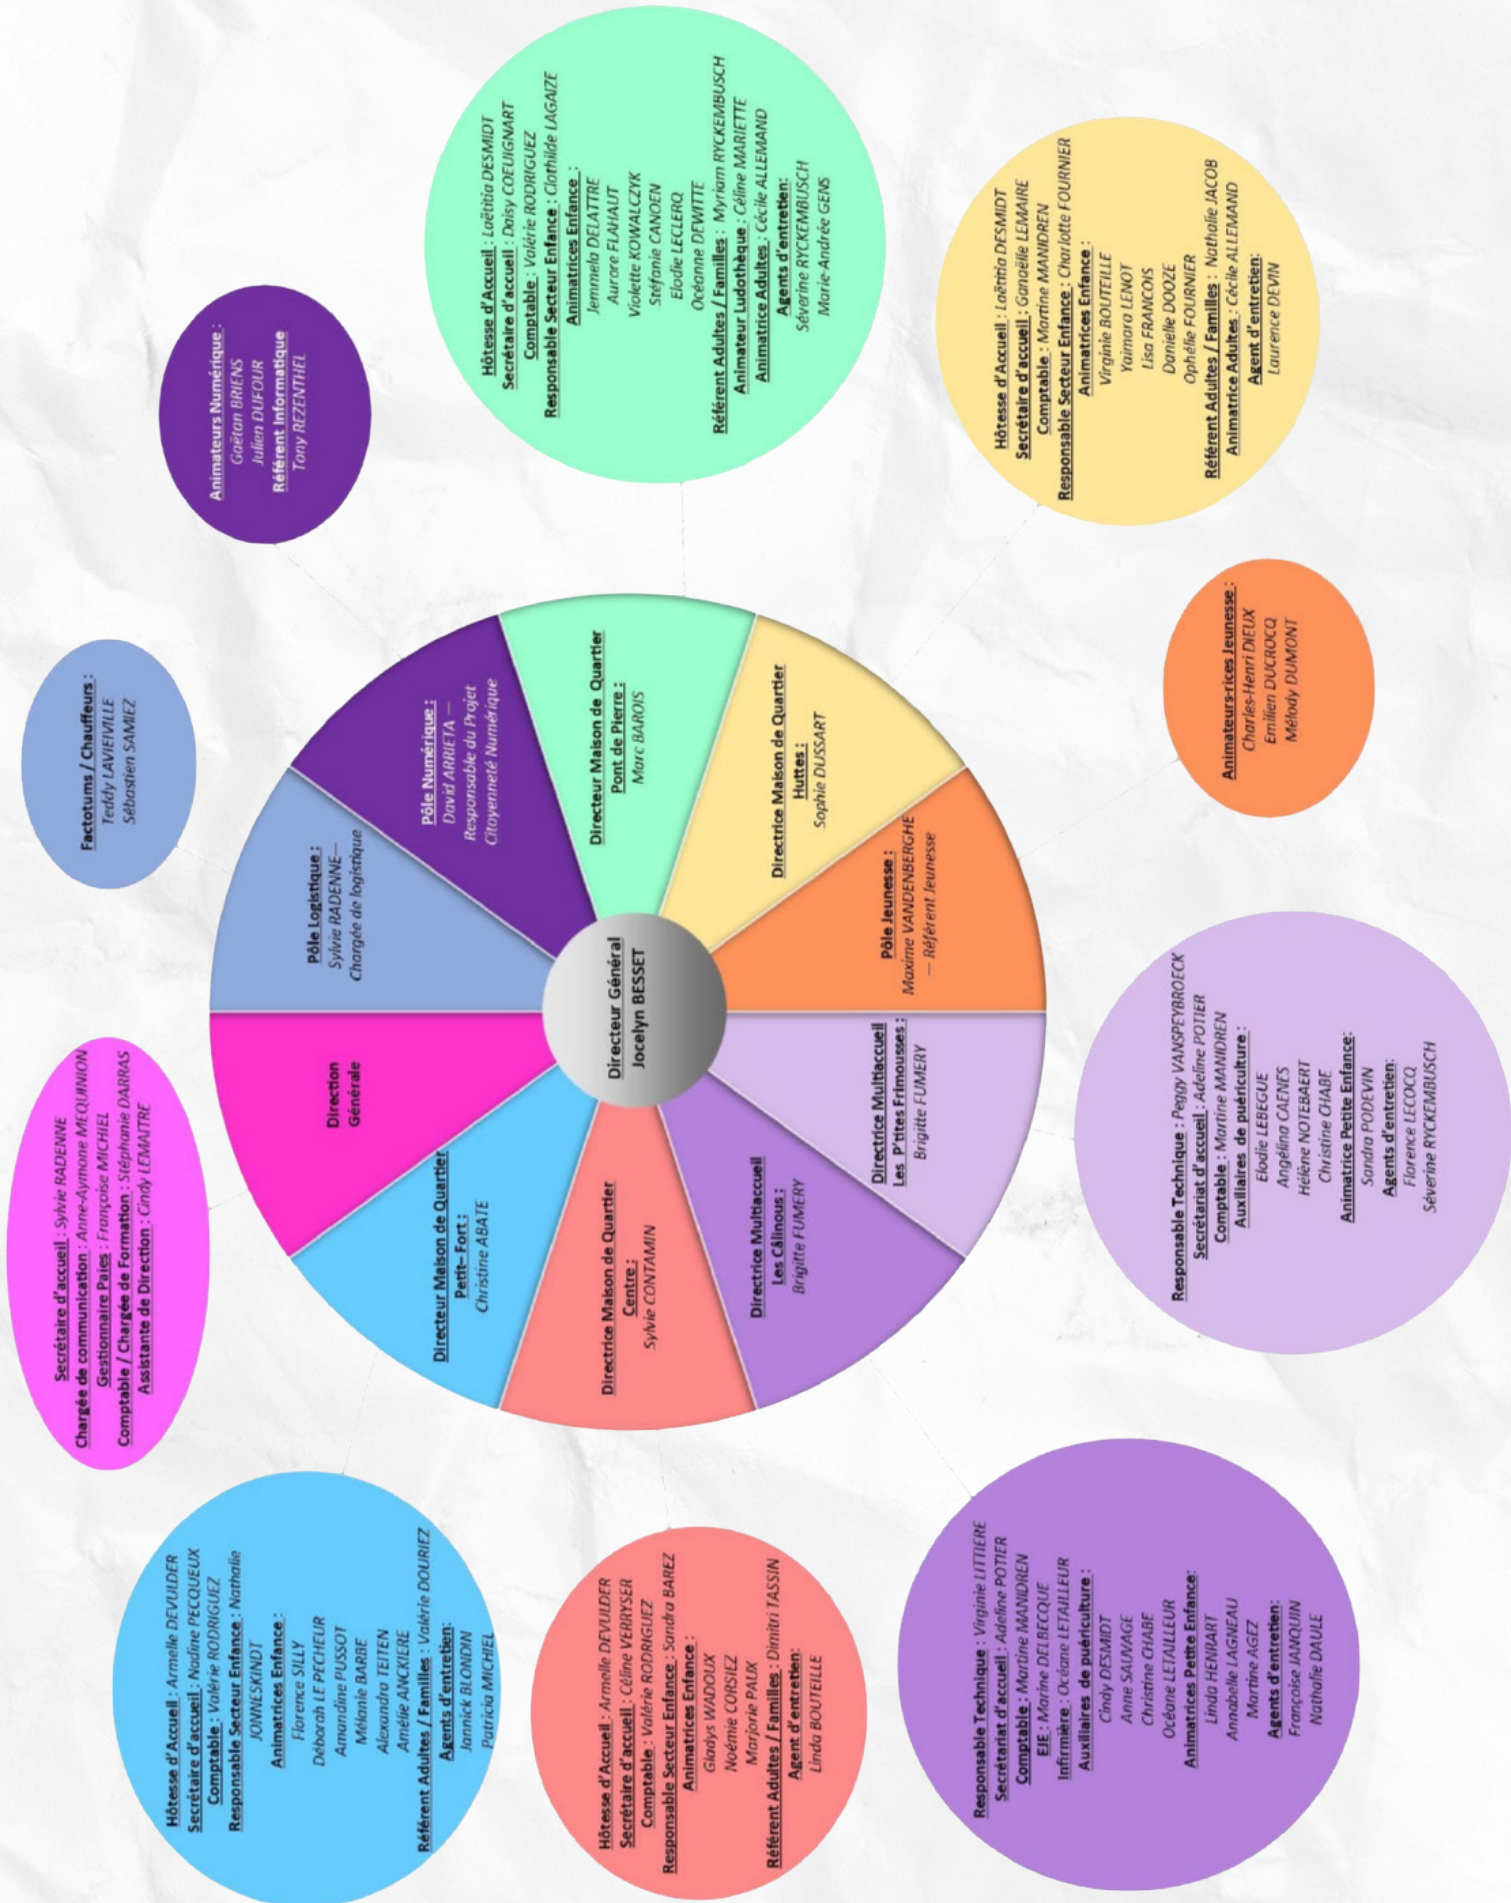 Directeur Général
Jocelyn BESSET
Direction
Générale
Secrétaire d'accueil : Sylvie RADENNE
Chargée de communication : Anne-Aymone MEQUINION
Gestionnaire Paies : Françoise MICHIEL
Comptable / Chargée de Formation : Stéphanie DARRAS
Assistante de Direction : Cindy LEMAITRE
Pôle Logistique :
Sylvie RADENNE—
Chargée de logistique
Factotums / Chauffeurs :
Teddy LAVIEIVILLE
Sébastien SAMIEZ
Pôle Numérique :
David ARRIETA —
Responsable du Projet
Citoyenneté Numérique
Animateurs Numérique :
Gaëtan BRIENS
Julien DUFOUR
Référent Informatique
Tony REZENTHEL
Directeur Maison de Quartier
Pont de Pierre :
Marc BAROIS
Hôtesse d'Accueil : Laëtitia DESMIDT
Secrétaire d'accueil : Daisy COEUIGNART
Comptable : Valérie RODRIGUEZ
Responsable Secteur Enfance : Clothilde LAGAIZE
Animatrices Enfance :
Jemmela DELATTRE
Aurore FLAHAUT
Violette KOWALCZYK
Stéfanie CANOEN
Elodie LECLERQ
Océanne DEWITTE
Référent Adultes / Familles : Myriam RYCKEMBUSCH
Animateur Ludothèque : Céline MARIETTE
Animatrice Adultes : Cécile ALLEMAND
Agents d'entretien:
Séverine RYCKEMBUSCH
Marie-Andrée GENS
Directrice Maison de Quartier
Huttes :
Sophie DUSSART
Hôtesse d'Accueil : Laëtitia DESMIDT
Secrétaire d'accueil : Ganaëlle LEMAIRE
Comptable : Martine MANIDREN
Responsable Secteur Enfance : Charlotte FOURNIER
Animatrices Enfance :
Virginie BOUTEILLE
Yaimara LENOT
Lisa FRANCOIS
Danielle DOOZE
Ophélie FOURNIER
Référent Adultes / Familles : Nathalie JACOB
Animatrice Adultes : Cécile ALLEMAND
Agent d'entretien:
Laurence DEVIN
Pôle Jeunesse :
Maxime VANDENBERGHE
— Référent Jeunesse
Animateurs-rices Jeunesse :
Charles-Henri DIEUX
Emilien DUCROCQ
Mélody DUMONT
Directrice Multiaccueil
Les P'tites Frimousses :
Brigitte FUMERY
Responsable Technique : Peggy VANSPEYBROECK
Secrétariat d'accueil : Adeline POTIER
Comptable : Martine MANIDREN
Auxiliaires de puériculture :
Elodie LEBEGUE
Angélina CAENES
Hélène NOTEBAERT
Christine CHABE
Animatrice Petite Enfance:
Sandra PODEVIN
Agents d'entretien:
Florence LECOCQ
Séverine RYCKEMBUSCH
Directrice Multiaccueil
Les Câlinous :
Brigitte FUMERY
Responsable Technique : Virginie LITTIERE
Secrétariat d'accueil : Adeline POTIER
Comptable : Martine MANIDREN
EJE : Marine DELBECQUE
Infirmière : Océane LETAILLEUR
Auxiliaires de puériculture :
Cindy DESMIDT
Anne SAUVAGE
Christine CHABE
Océane LETAILLEUR
Animatrices Petite Enfance:
Linda HENRART
Annabelle LAGNEAU
Martine AGEZ
Agents d'entretien:
Françoise JANQUIN
Nathalie DAULE
Directrice Maison de Quartier
Centre :
Sylvie CONTAMIN
Hôtesse d'Accueil : Armelle DEVULDER
Secrétaire d'accueil : Céline VERRYSER
Comptable : Valérie RODRIGUEZ
Responsable Secteur Enfance : Sandra BAREZ
Animatrices Enfance :
Gladys WADOUX
Noémie CORSIEZ
Marjorie PAUX
Référent Adultes / Familles : Dimitri TASSIN
Agent d'entretien:
Linda BOUTEILLE
Directeur Maison de Quartier
Petit–Fort :
Christine ABATE
Hôtesse d'Accueil : Armelle DEVULDER
Secrétaire d'accueil : Nadine PECQUEUX
Comptable : Valérie RODRIGUEZ
Responsable Secteur Enfance : Nathalie
JONNESKINDT
Animatrices Enfance :
Florence SILLY
Déborah LE PECHEUR
Amandine PUSSOT
Mélanie BARBE
Alexandra TEITEN
Amélie ANCKIERE
Référent Adultes / Familles : Valérie DOURIEZ
Agents d'entretien:
Jannick BLONDIN
Patricia MICHIEL